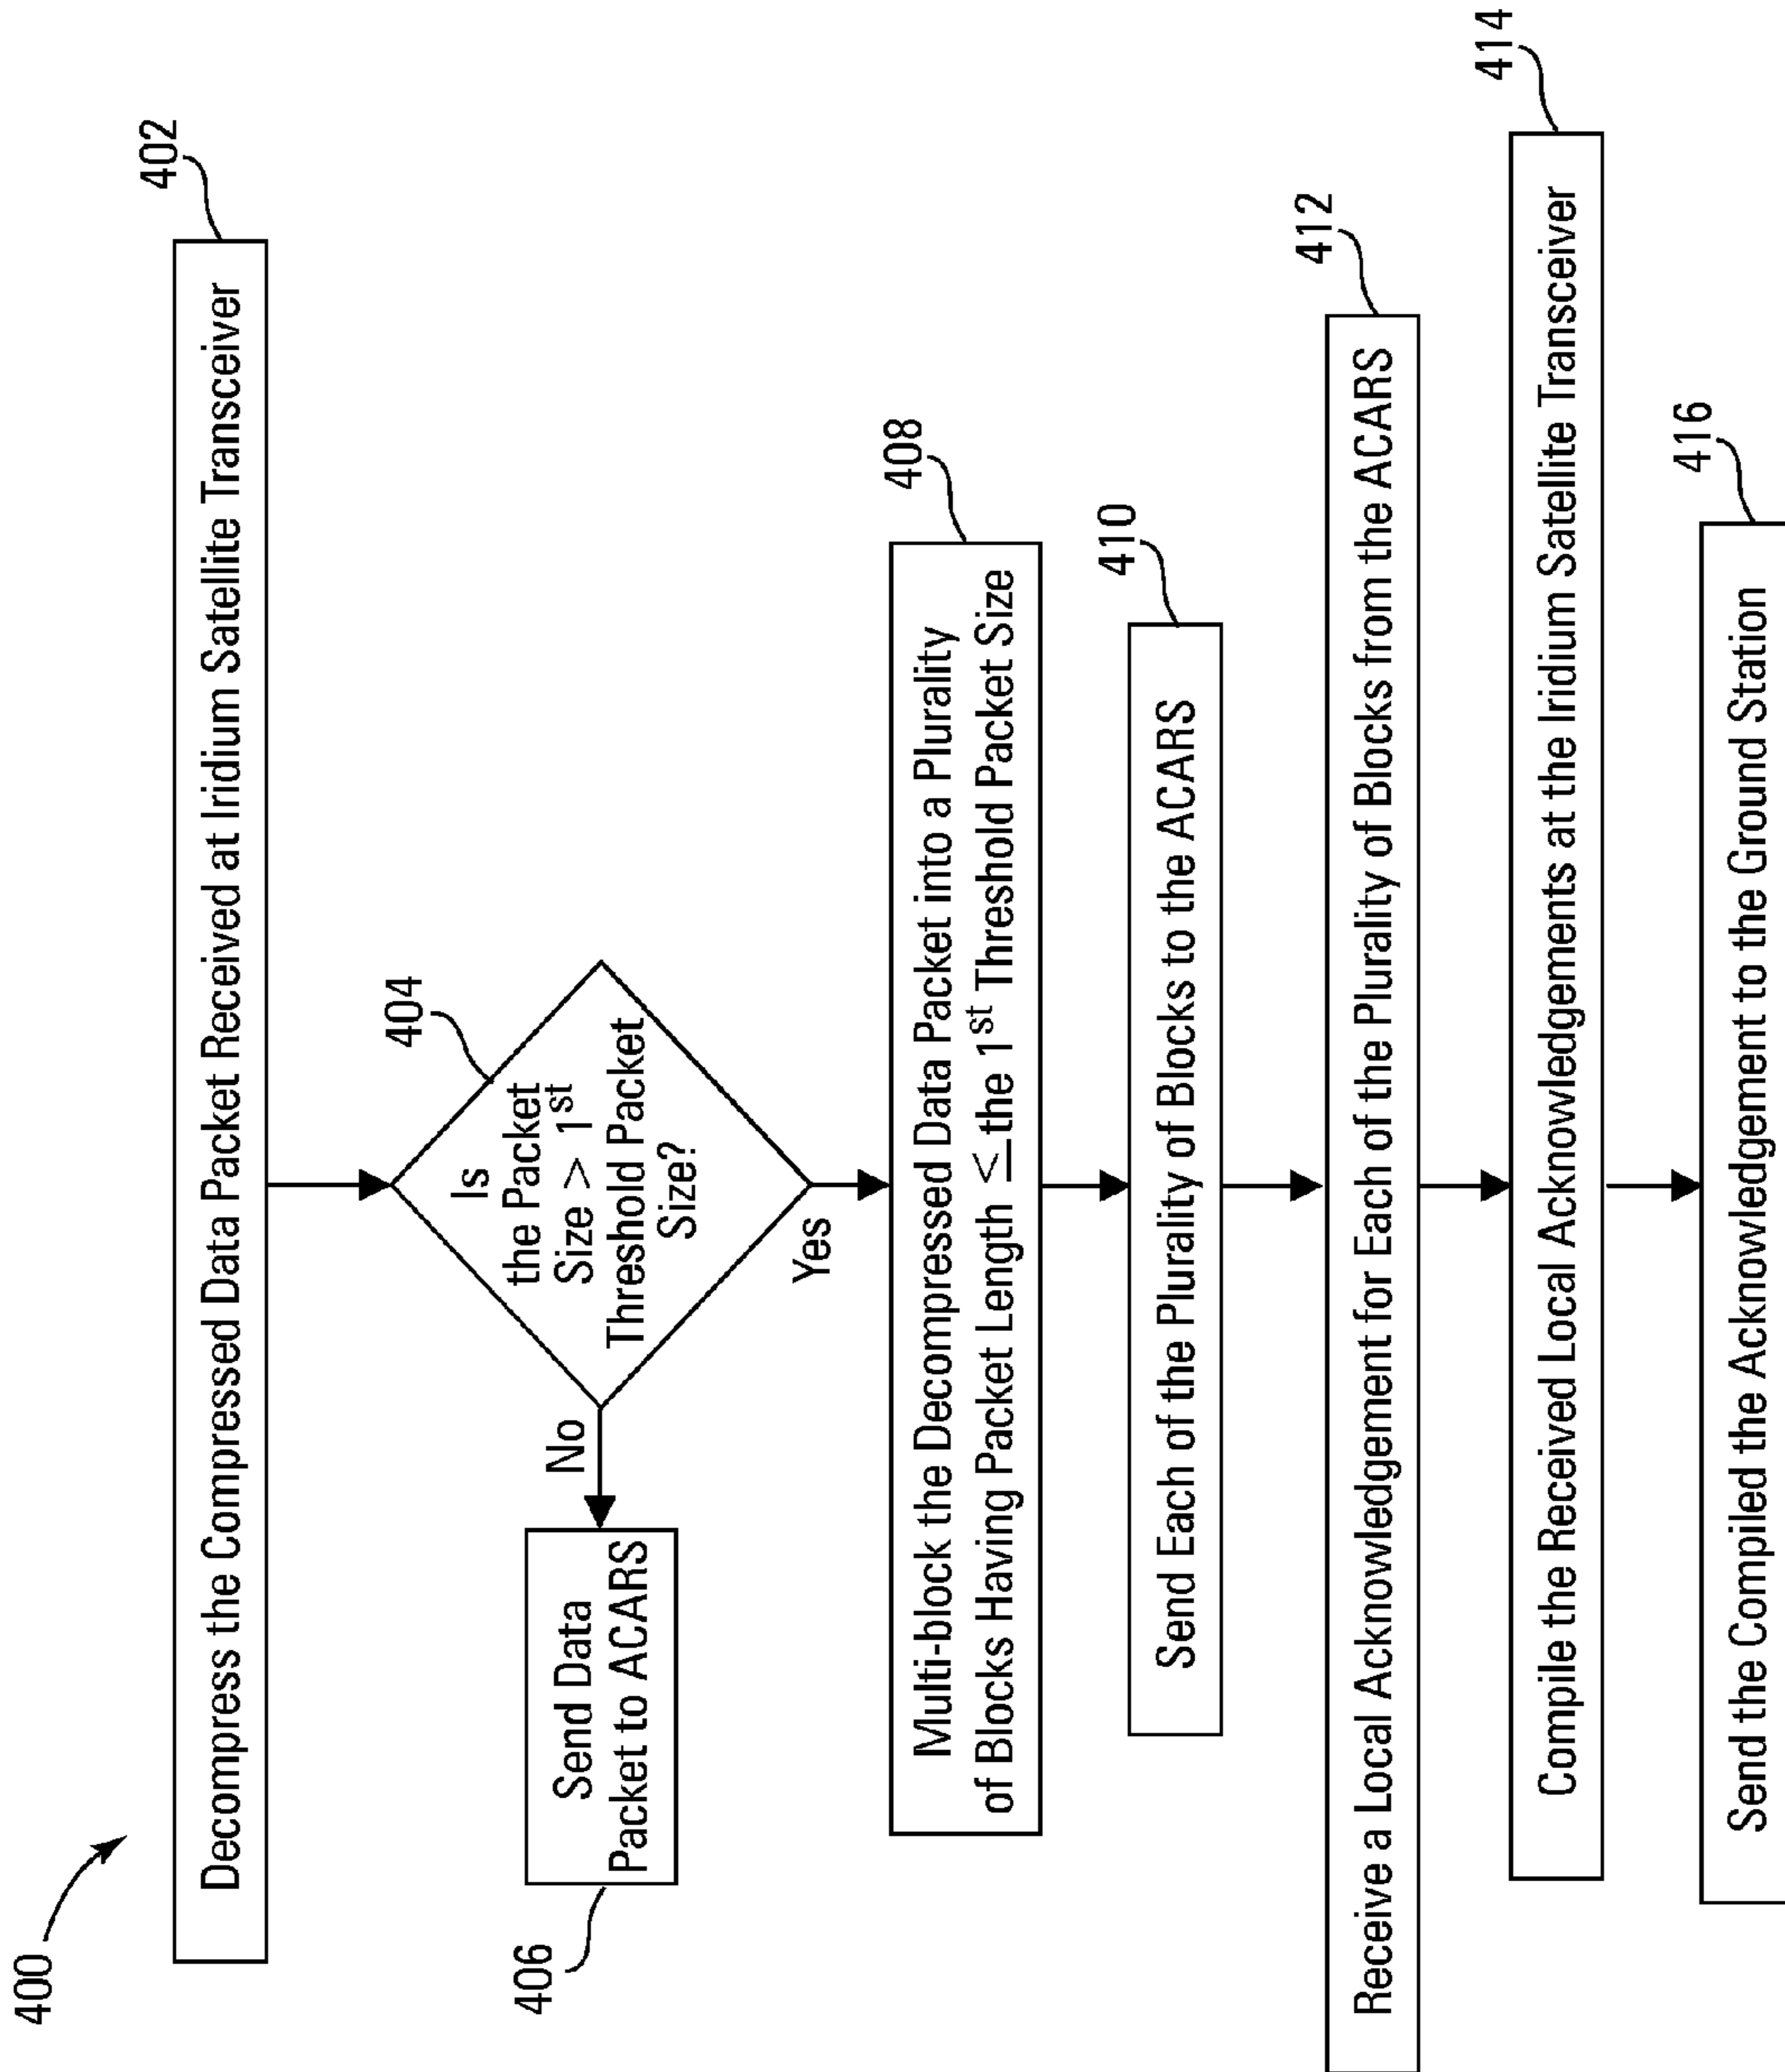 400
402
Decompress the Compressed Data Packet Received at Iridium Satellite Transceiver
404
Is
the Packet
Size > 1st
Threshold Packet
Size?
No
Yes
406
Send Data
Packet to ACARS
408
Multi-block the Decompressed Data Packet into a Plurality
of Blocks Having Packet Length ≤ the 1st Threshold Packet Size
410
Send Each of the Plurality of Blocks to the ACARS
412
Receive a Local Acknowledgement for Each of the Plurality of Blocks from the ACARS
414
Compile the Received Local Acknowledgements at the Iridium Satellite Transceiver
416
Send the Compiled the Acknowledgement to the Ground Station